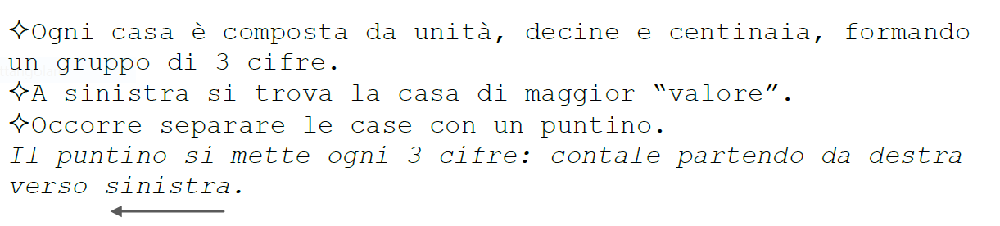 ✧Ogni casa è composta da unità, decine e centinaia, formando
un gruppo di 3 cifre.
✧A sinistra si trova la casa di maggior “valore”.
✧Occorre separare le case con un puntino.
Il puntino si mette ogni 3 cifre: contale partendo da destra
verso sinistra.